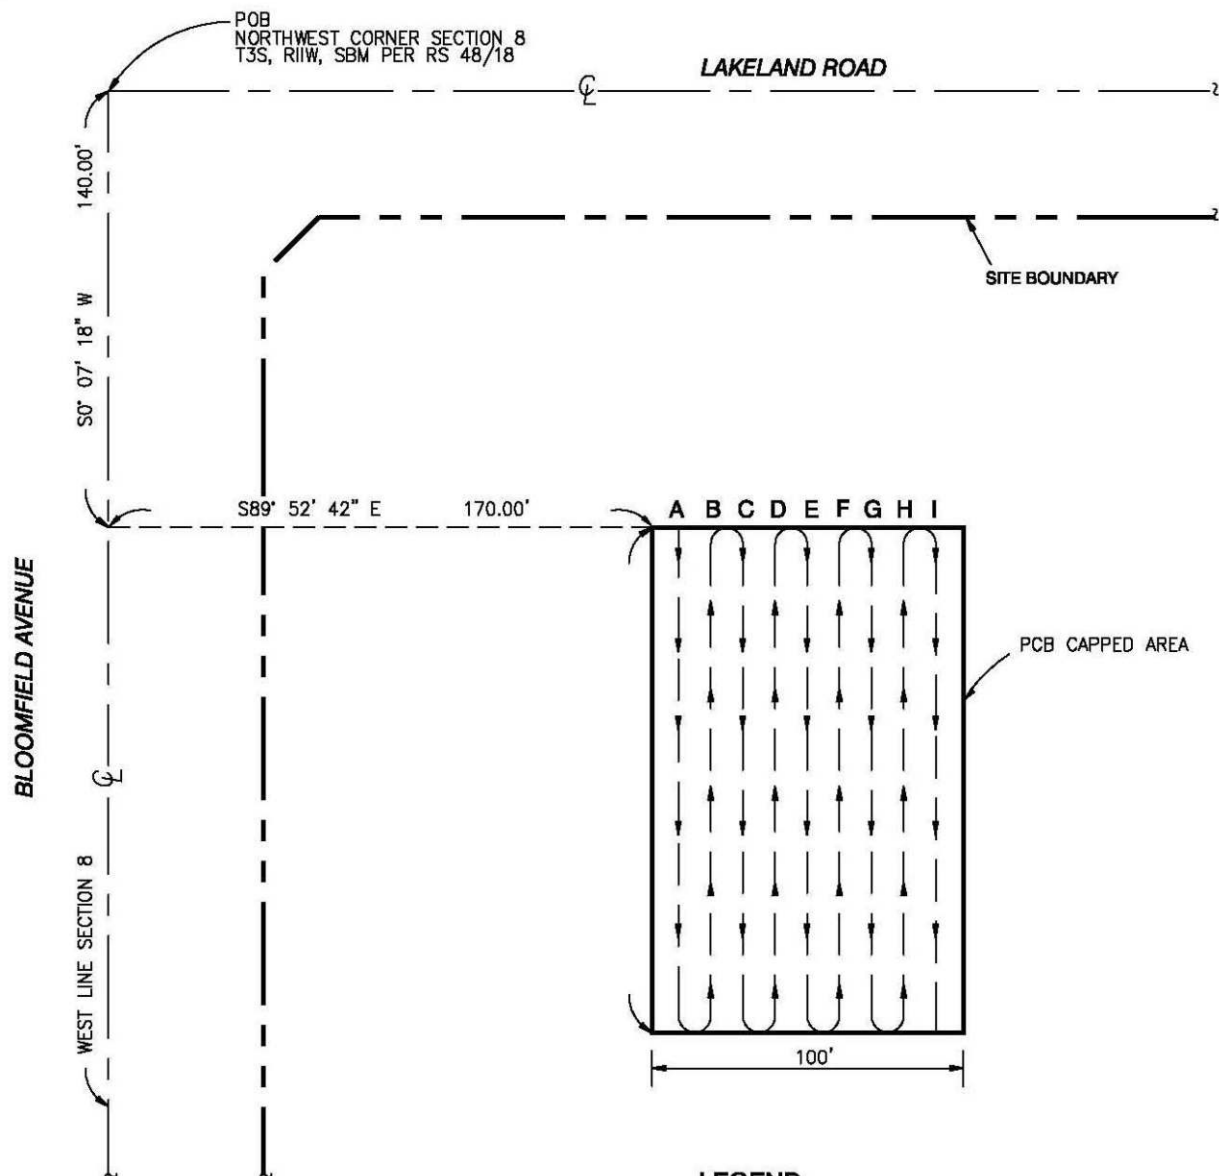 POB
NORTHWEST CORNER SECTION 8
T3S, RIIW, SBM PER RS 48/18
LAKELAND ROAD
℄
140.00'
SITE BOUNDARY
S0° 07' 18" W
S89° 52' 42" E 170.00'
A B C D E F G H I
BLOOMFIELD AVENUE
PCB CAPPED AREA
℄
WEST LINE SECTION 8
100'
LEGEND